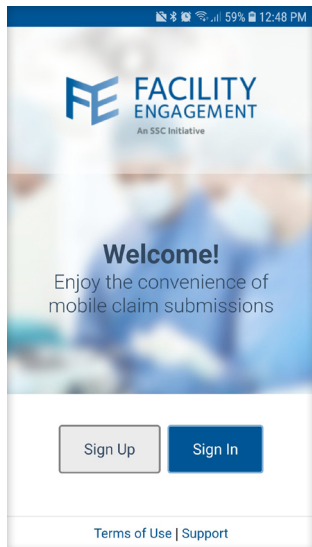 59% 12:48 PM
FE FACILITY
ENGAGEMENT
An SSC Initiative
Welcome!
Enjoy the convenience of
mobile claim submissions
Sign Up Sign In
Terms of Use | Support